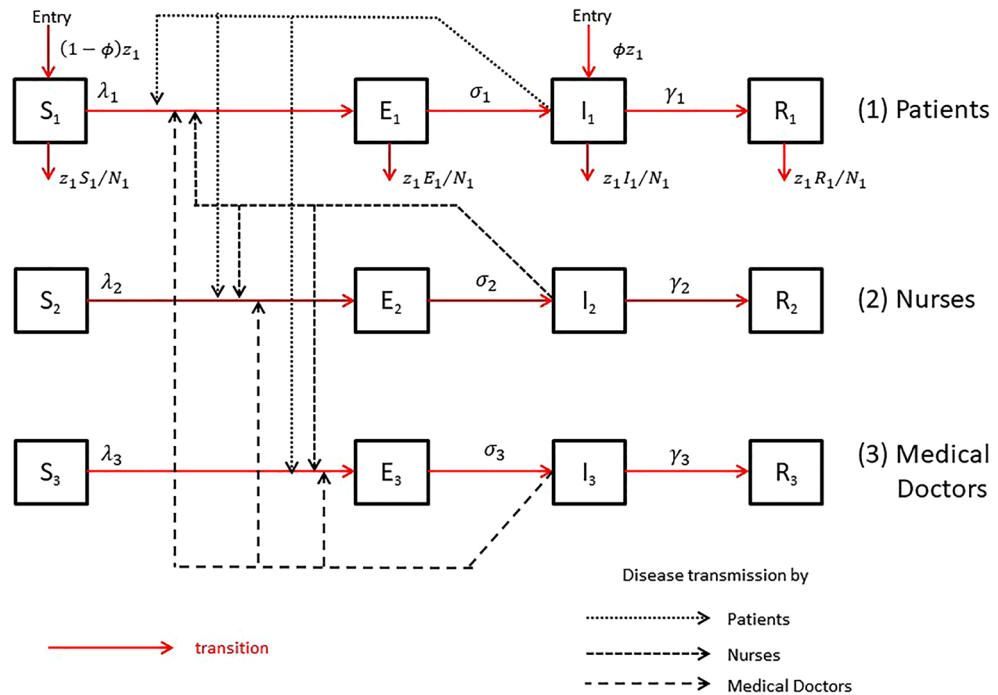 Entry
Entry
(1 − ϕ)z₁
ϕz₁
S₁
λ₁
E₁
σ₁
I₁
γ₁
R₁
(1) Patients
z₁S₁/N₁
z₁E₁/N₁
z₁I₁/N₁
z₁R₁/N₁
S₂
λ₂
E₂
σ₂
I₂
γ₂
R₂
(2) Nurses
S₃
λ₃
E₃
σ₃
I₃
γ₃
R₃
(3) Medical
Doctors
Disease transmission by
Patients
Nurses
Medical Doctors
transition